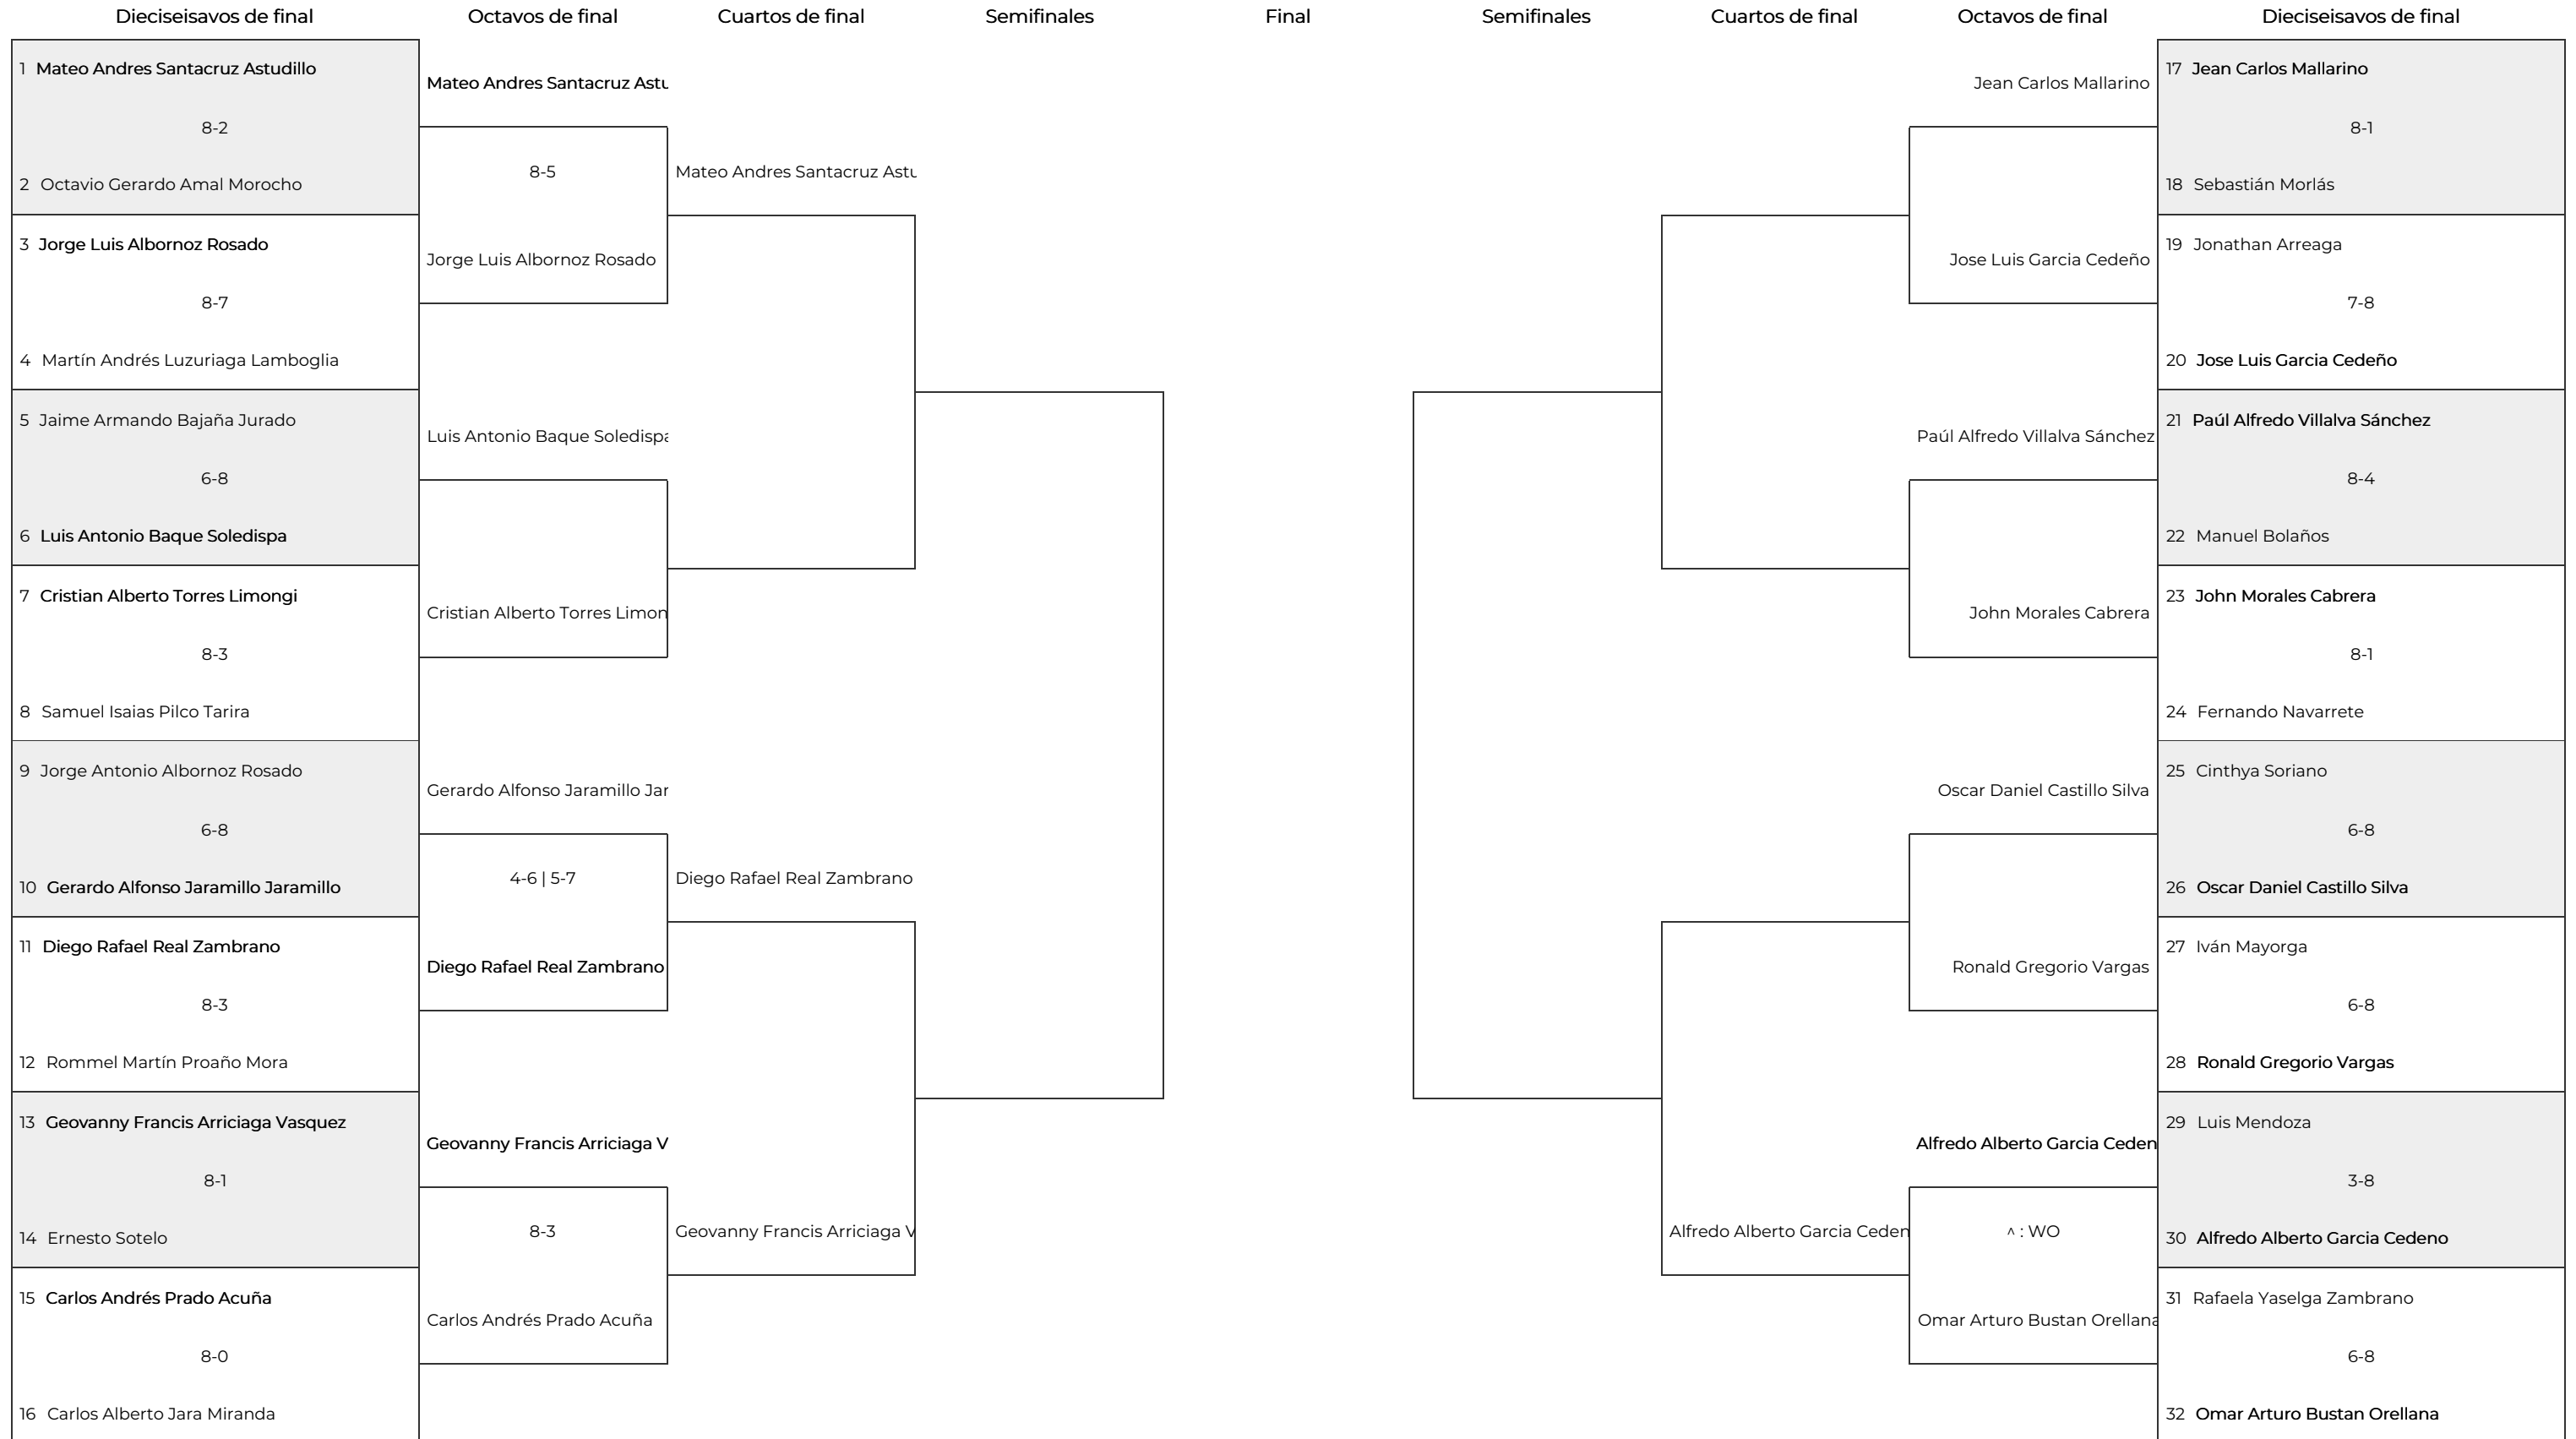 Dieciseisavos de final
Octavos de final
Cuartos de final
Semifinales
Final
Semifinales
Cuartos de final
Octavos de final
Dieciseisavos de final
1 Mateo Andres Santacruz Astudillo
8-2
2 Octavio Gerardo Amal Morocho
3 Jorge Luis Albornoz Rosado
8-7
4 Martín Andrés Luzuriaga Lamboglia
5 Jaime Armando Bajaña Jurado
6-8
6 Luis Antonio Baque Soledispa
7 Cristian Alberto Torres Limongi
8-3
8 Samuel Isaias Pilco Tarira
9 Jorge Antonio Albornoz Rosado
6-8
10 Gerardo Alfonso Jaramillo Jaramillo
11 Diego Rafael Real Zambrano
8-3
12 Rommel Martín Proaño Mora
13 Geovanny Francis Arriciaga Vasquez
8-1
14 Ernesto Sotelo
15 Carlos Andrés Prado Acuña
8-0
16 Carlos Alberto Jara Miranda
Mateo Andres Santacruz Astu
8-5
Jorge Luis Albornoz Rosado
Luis Antonio Baque Soledispa
Cristian Alberto Torres Limon
Gerardo Alfonso Jaramillo Jar
4-6 | 5-7
Diego Rafael Real Zambrano
Geovanny Francis Arriciaga V
8-3
Carlos Andrés Prado Acuña
Mateo Andres Santacruz Astu
Diego Rafael Real Zambrano
Geovanny Francis Arriciaga V
Alfredo Alberto Garcia Ceden
Jean Carlos Mallarino
Jose Luis Garcia Cedeño
Paúl Alfredo Villalva Sánchez
John Morales Cabrera
Oscar Daniel Castillo Silva
Ronald Gregorio Vargas
Alfredo Alberto Garcia Ceden
^ : WO
Omar Arturo Bustan Orellana
17 Jean Carlos Mallarino
8-1
18 Sebastián Morlás
19 Jonathan Arreaga
7-8
20 Jose Luis Garcia Cedeño
21 Paúl Alfredo Villalva Sánchez
8-4
22 Manuel Bolaños
23 John Morales Cabrera
8-1
24 Fernando Navarrete
25 Cinthya Soriano
6-8
26 Oscar Daniel Castillo Silva
27 Iván Mayorga
6-8
28 Ronald Gregorio Vargas
29 Luis Mendoza
3-8
30 Alfredo Alberto Garcia Cedeno
31 Rafaela Yaselga Zambrano
6-8
32 Omar Arturo Bustan Orellana